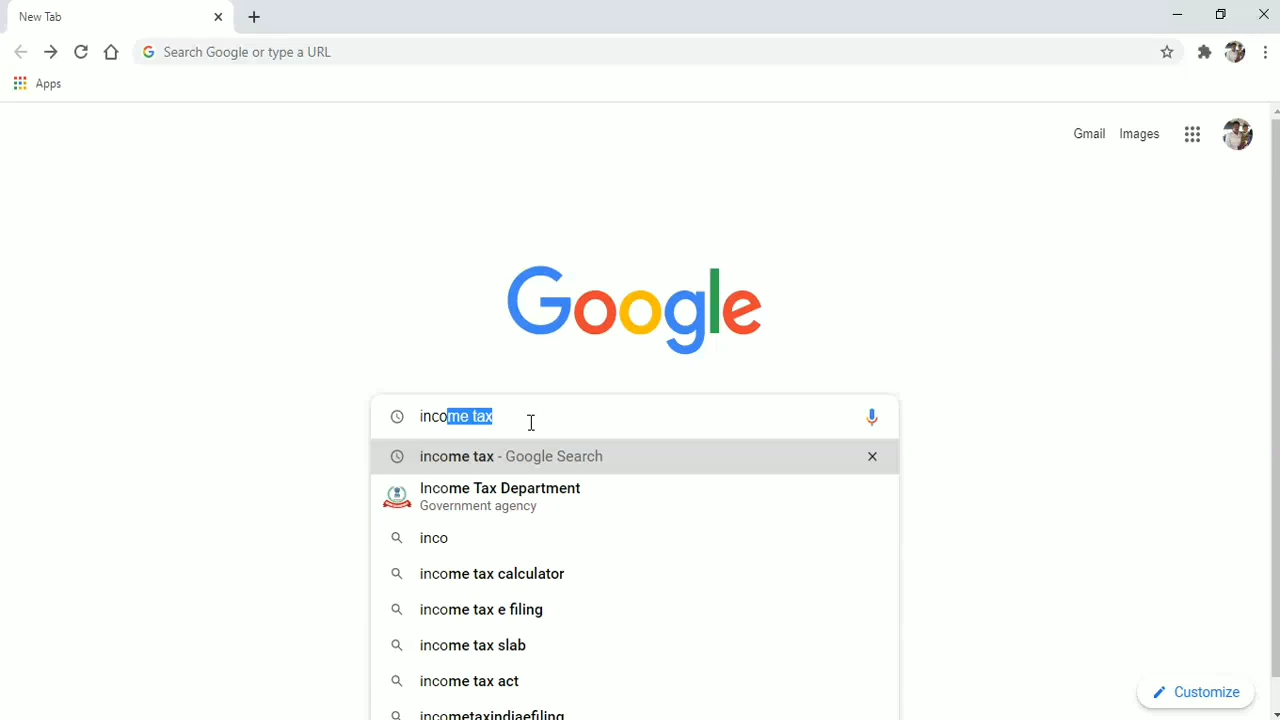 New Tab
Search Google or type a URL
Apps
Gmail Images
Google
income tax
income tax - Google Search
Income Tax Department
Government agency
inco
income tax calculator
income tax e filing
income tax slab
income tax act
incometaxindiaefiling
Customize